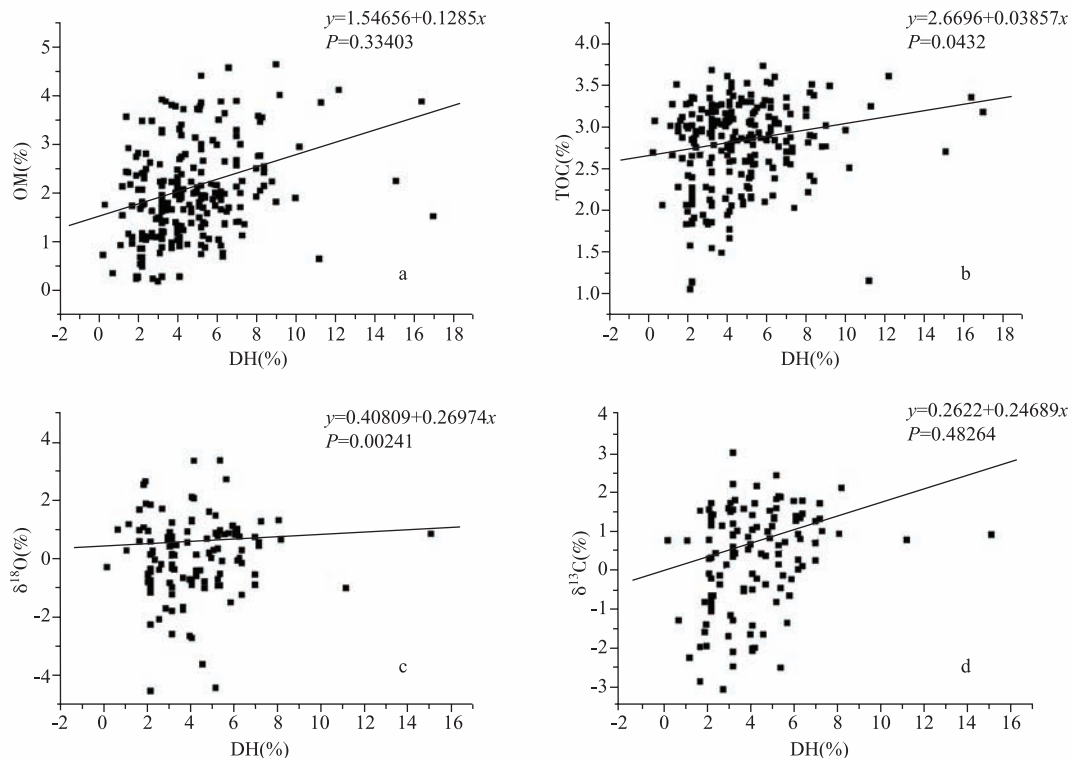 y=1.54656+0.1285x
P=0.33403
OM(%)
5
4
3
2
1
0
a
-2 0 2 4 6 8 10 12 14 16 18
DH(%)
y=2.6696+0.03857x
P=0.0432
TOC(%)
4.0
3.5
3.0
2.5
2.0
1.5
1.0
b
-2 0 2 4 6 8 10 12 14 16 18
DH(%)
y=0.40809+0.26974x
P=0.00241
δ¹⁸O(%)
4
2
0
-2
-4
c
-2 0 2 4 6 8 10 12 14 16
DH(%)
y=0.2622+0.24689x
P=0.48264
δ¹³C(%)
4
3
2
1
0
-1
-2
-3
d
-2 0 2 4 6 8 10 12 14 16
DH(%)